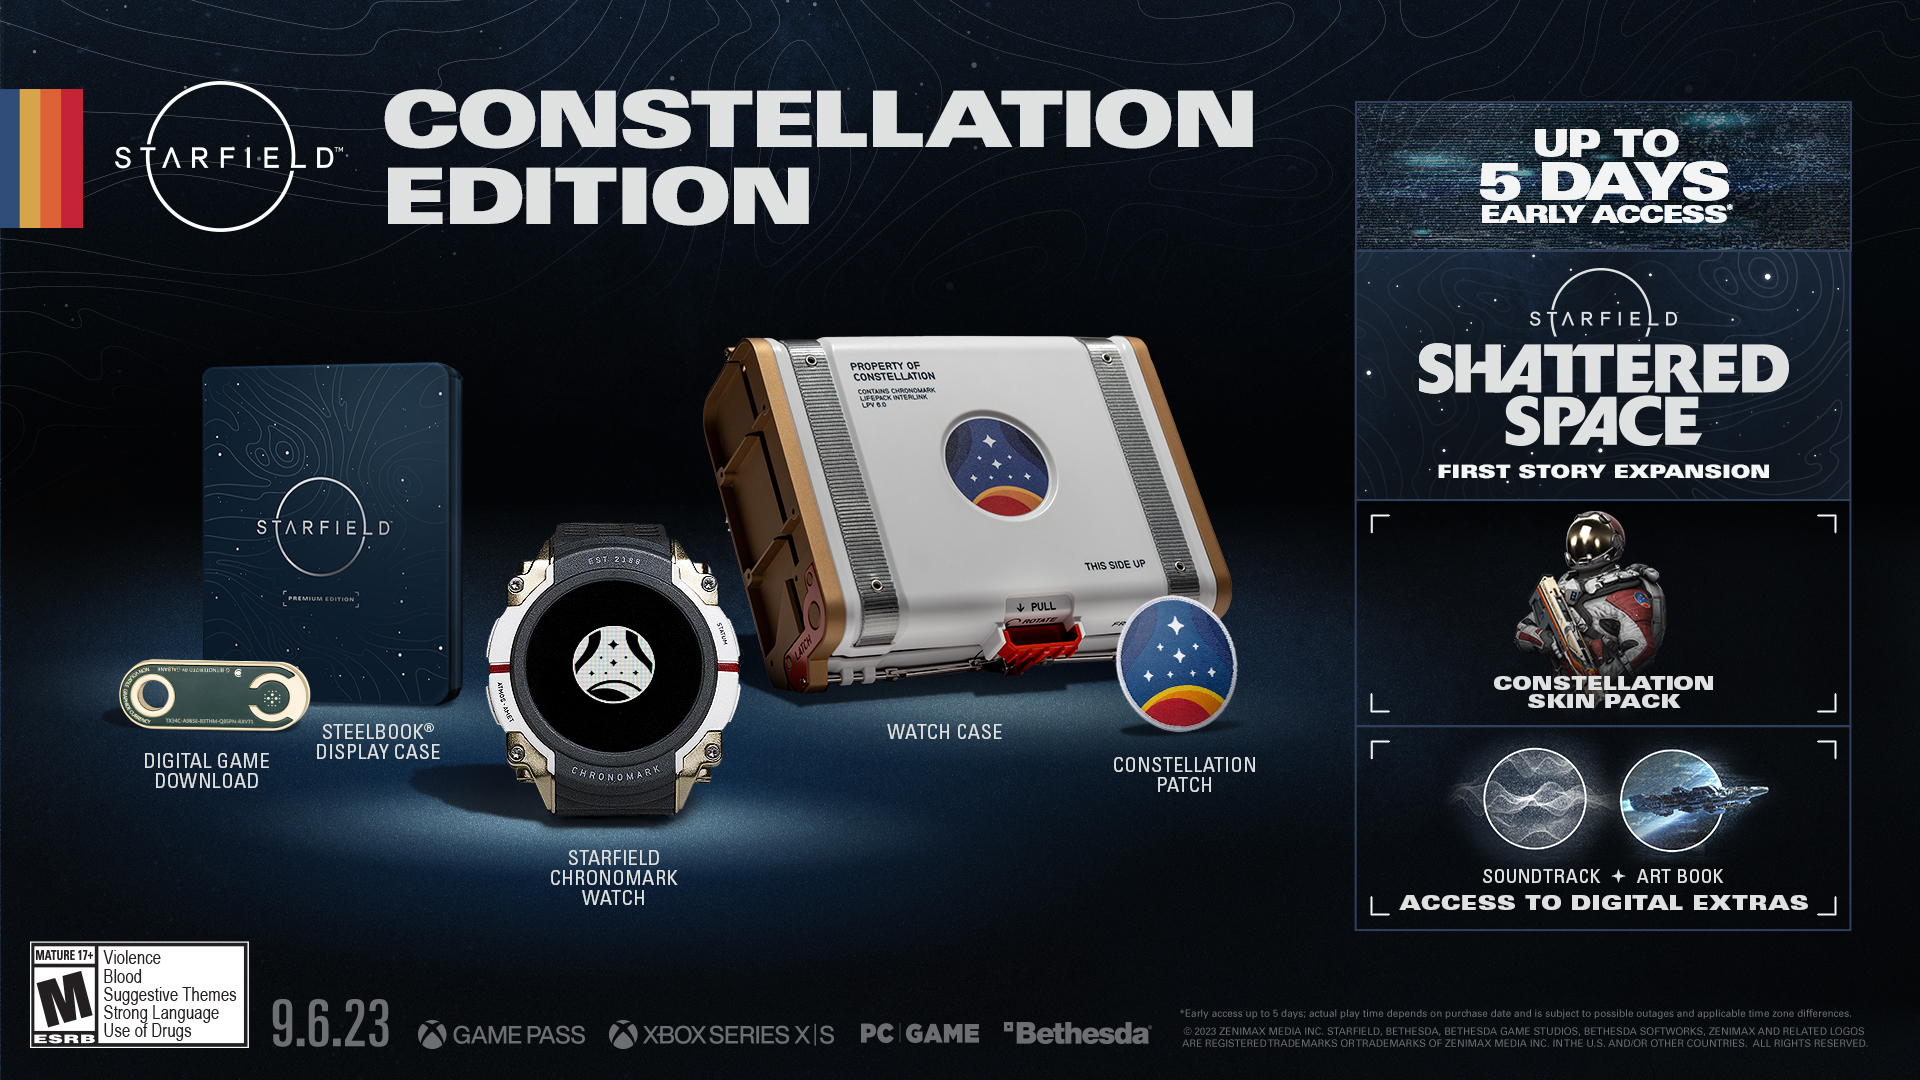 STARFIELD™
CONSTELLATION
EDITION
UP TO
5 DAYS
EARLY ACCESS*
STARFIELD
SHATTERED
SPACE
FIRST STORY EXPANSION
CONSTELLATION
SKIN PACK
SOUNDTRACK ART BOOK
ACCESS TO DIGITAL EXTRAS
STARFIELD
PREMIUM EDITION
DIGITAL GAME
DOWNLOAD
STEELBOOK®
DISPLAY CASE
EST. 2188
STATUM
ATMOS · AMET
CHRONOMARK
STARFIELD
CHRONOMARK
WATCH
PROPERTY OF
CONSTELLATION
CONTAINS CHRONOMARK
LIFEPACK INTERLINK
LPV 6.0
THIS SIDE UP
PULL
ROTATE
LATCH
WATCH CASE
CONSTELLATION
PATCH
MATURE 17+
M
ESRB
Violence
Blood
Suggestive Themes
Strong Language
Use of Drugs
9.6.23
GAME PASS
XBOX SERIES X|S
PC GAME
Bethesda
*Early access up to 5 days; actual play time depends on purchase date and is subject to possible outages and applicable time zone differences.
© 2023 ZENIMAX MEDIA INC. STARFIELD, BETHESDA, BETHESDA GAME STUDIOS, BETHESDA SOFTWORKS, ZENIMAX AND RELATED LOGOS
ARE REGISTERED TRADEMARKS OR TRADEMARKS OF ZENIMAX MEDIA INC. IN THE U.S. AND/OR OTHER COUNTRIES. ALL RIGHTS RESERVED.